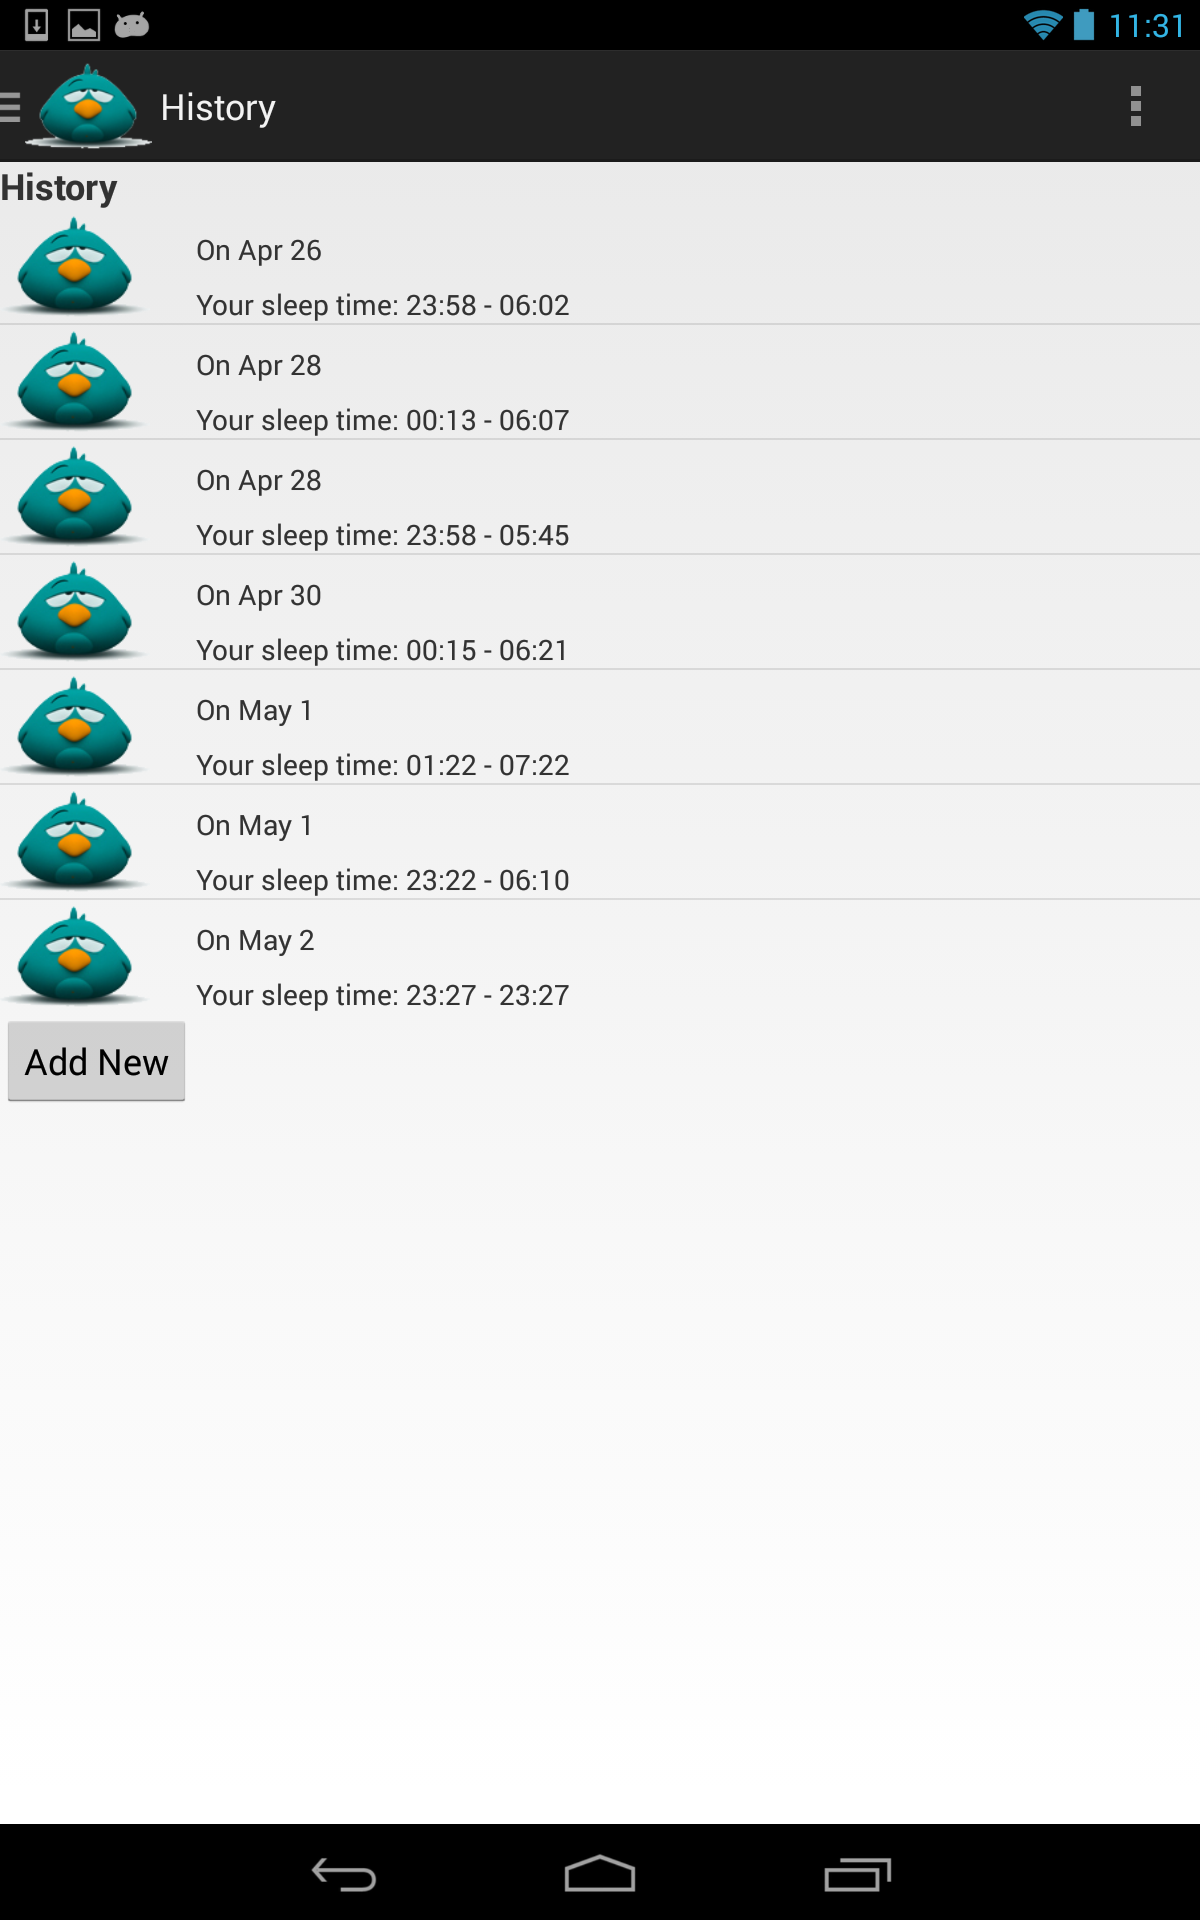 11:31
History
History
On Apr 26
Your sleep time: 23:58 - 06:02
On Apr 28
Your sleep time: 00:13 - 06:07
On Apr 28
Your sleep time: 23:58 - 05:45
On Apr 30
Your sleep time: 00:15 - 06:21
On May 1
Your sleep time: 01:22 - 07:22
On May 1
Your sleep time: 23:22 - 06:10
On May 2
Your sleep time: 23:27 - 23:27
Add New